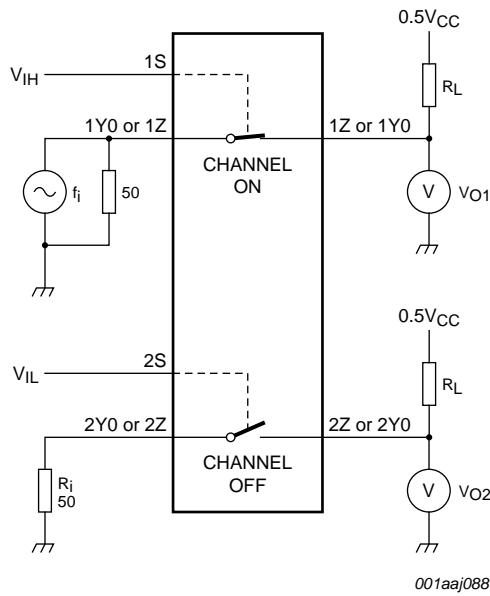 0.5VCC
1S
VIH
RL
1Y0 or 1Z
1Z or 1Y0
CHANNEL
ON
fi
50
V
VO1
0.5VCC
2S
VIL
RL
2Y0 or 2Z
2Z or 2Y0
CHANNEL
OFF
Ri
50
V
VO2
001aaj088